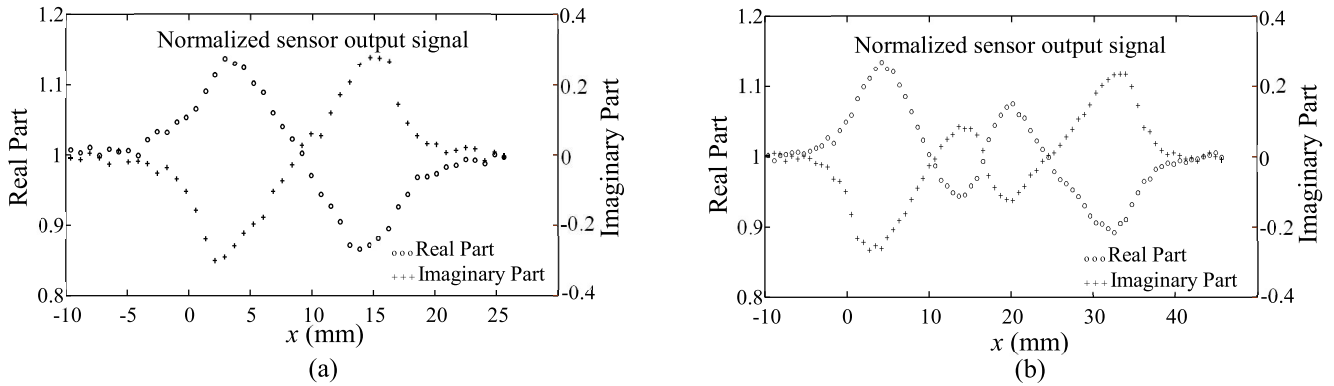 1.2
0.4
Normalized sensor output signal
1.1
0.2
Real Part
1
0
Imaginary Part
0.9
-0.2
ooo Real Part
+++ Imaginary Part
0.8
-0.4
-10 -5 0 5 10 15 20 25
x (mm)
(a)
1.2
0.4
Normalized sensor output signal
1.1
0.2
Real Part
1
0
Imaginary Part
0.9
-0.2
ooo Real Part
+++ Imaginary Part
0.8
-0.4
-10 0 10 20 30 40
x (mm)
(b)